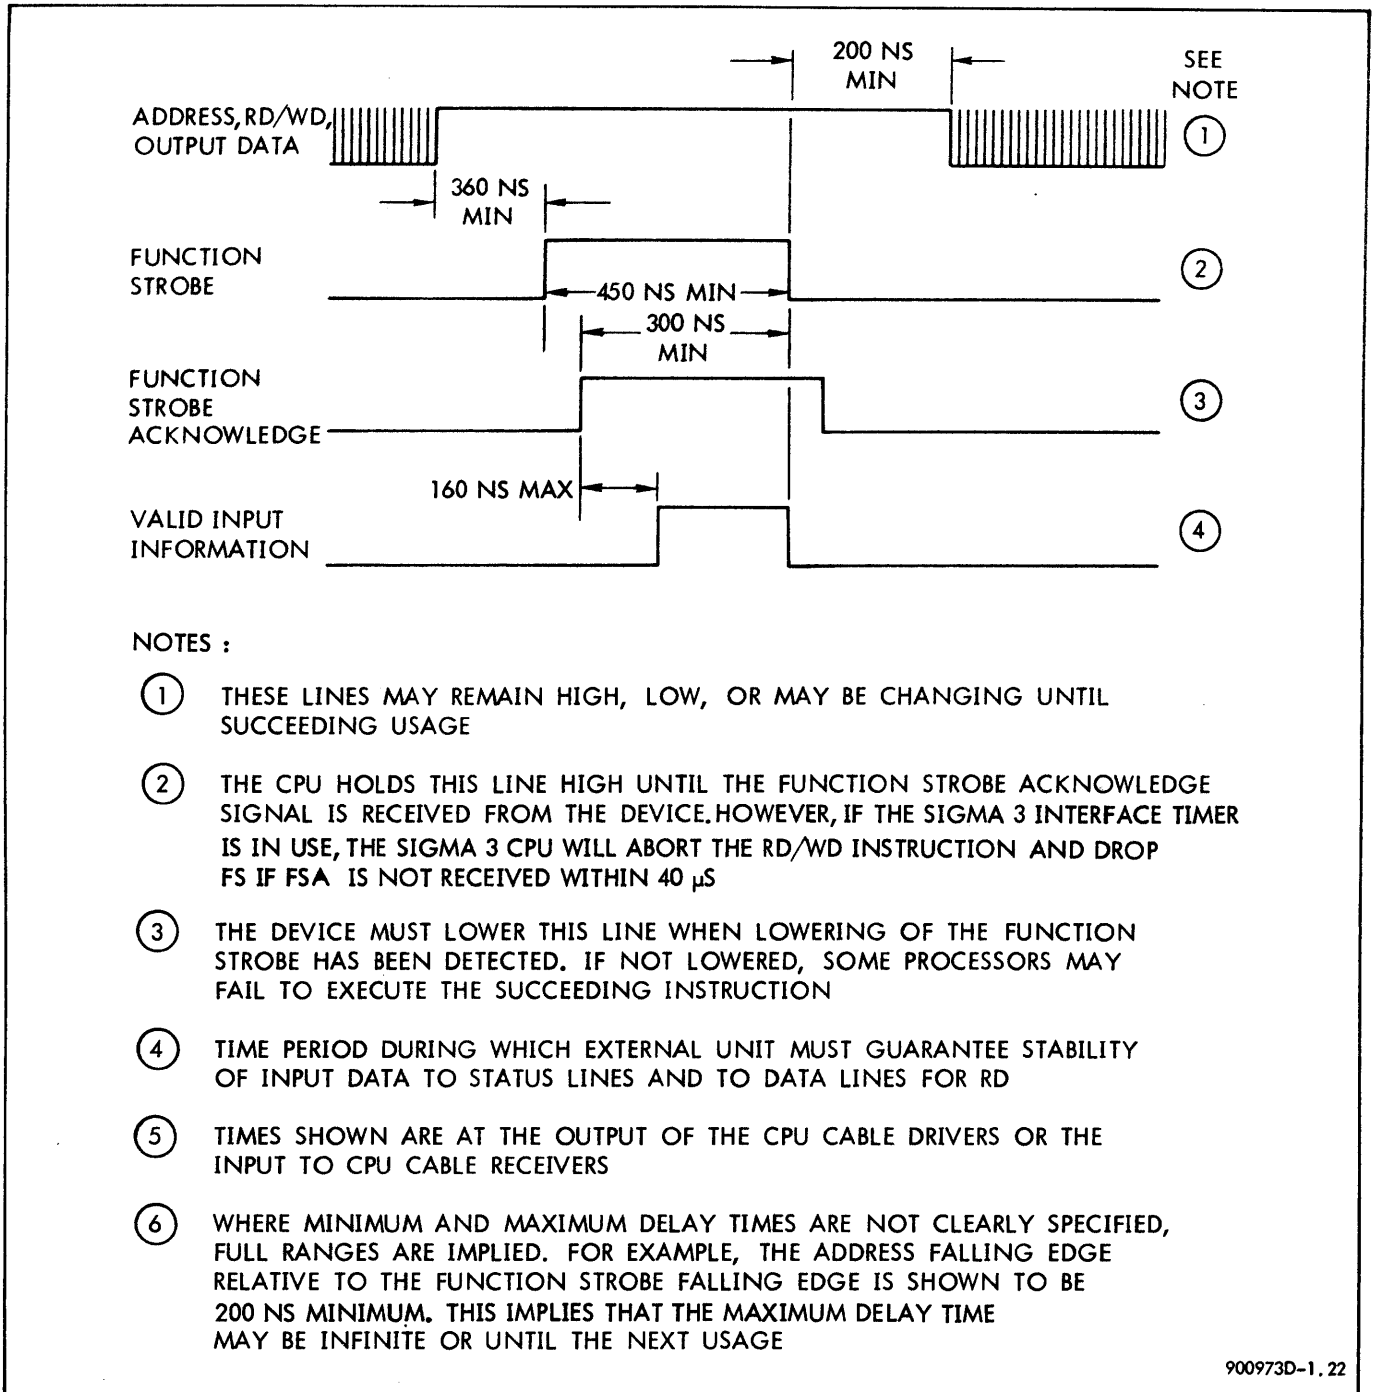 200 NS
MIN
SEE
NOTE
ADDRESS, RD/WD,
OUTPUT DATA
1
360 NS
MIN
FUNCTION
STROBE
2
450 NS MIN
300 NS
MIN
FUNCTION
STROBE
ACKNOWLEDGE
3
160 NS MAX
VALID INPUT
INFORMATION
4
NOTES :
1 THESE LINES MAY REMAIN HIGH, LOW, OR MAY BE CHANGING UNTIL
SUCCEEDING USAGE
2 THE CPU HOLDS THIS LINE HIGH UNTIL THE FUNCTION STROBE ACKNOWLEDGE
SIGNAL IS RECEIVED FROM THE DEVICE. HOWEVER, IF THE SIGMA 3 INTERFACE TIMER
IS IN USE, THE SIGMA 3 CPU WILL ABORT THE RD/WD INSTRUCTION AND DROP
FS IF FSA IS NOT RECEIVED WITHIN 40 µS
3 THE DEVICE MUST LOWER THIS LINE WHEN LOWERING OF THE FUNCTION
STROBE HAS BEEN DETECTED. IF NOT LOWERED, SOME PROCESSORS MAY
FAIL TO EXECUTE THE SUCCEEDING INSTRUCTION
4 TIME PERIOD DURING WHICH EXTERNAL UNIT MUST GUARANTEE STABILITY
OF INPUT DATA TO STATUS LINES AND TO DATA LINES FOR RD
5 TIMES SHOWN ARE AT THE OUTPUT OF THE CPU CABLE DRIVERS OR THE
INPUT TO CPU CABLE RECEIVERS
6 WHERE MINIMUM AND MAXIMUM DELAY TIMES ARE NOT CLEARLY SPECIFIED,
FULL RANGES ARE IMPLIED. FOR EXAMPLE, THE ADDRESS FALLING EDGE
RELATIVE TO THE FUNCTION STROBE FALLING EDGE IS SHOWN TO BE
200 NS MINIMUM. THIS IMPLIES THAT THE MAXIMUM DELAY TIME
MAY BE INFINITE OR UNTIL THE NEXT USAGE
900973D-1.22